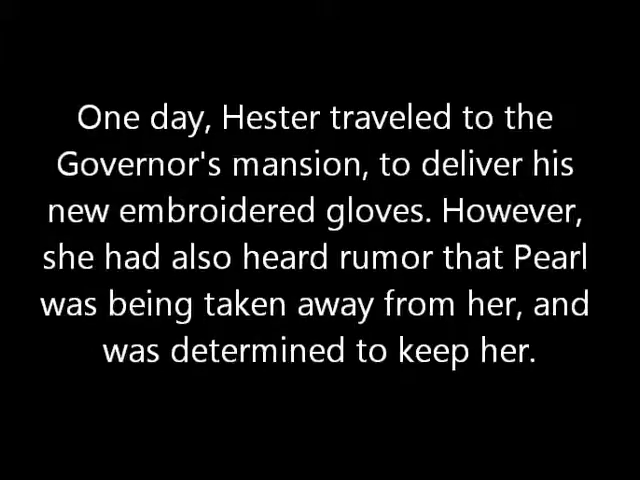 One day, Hester traveled to the
Governor's mansion, to deliver his
new embroidered gloves. However,
she had also heard rumor that Pearl
was being taken away from her, and
was determined to keep her.